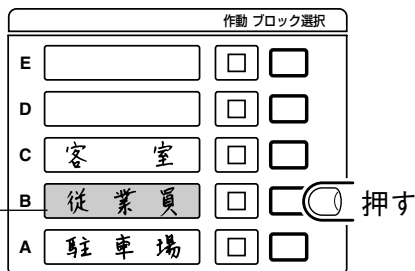 作動 ブロック選択
E
D
C 客 室
B 従 業 員 押す
A 駐 車 場